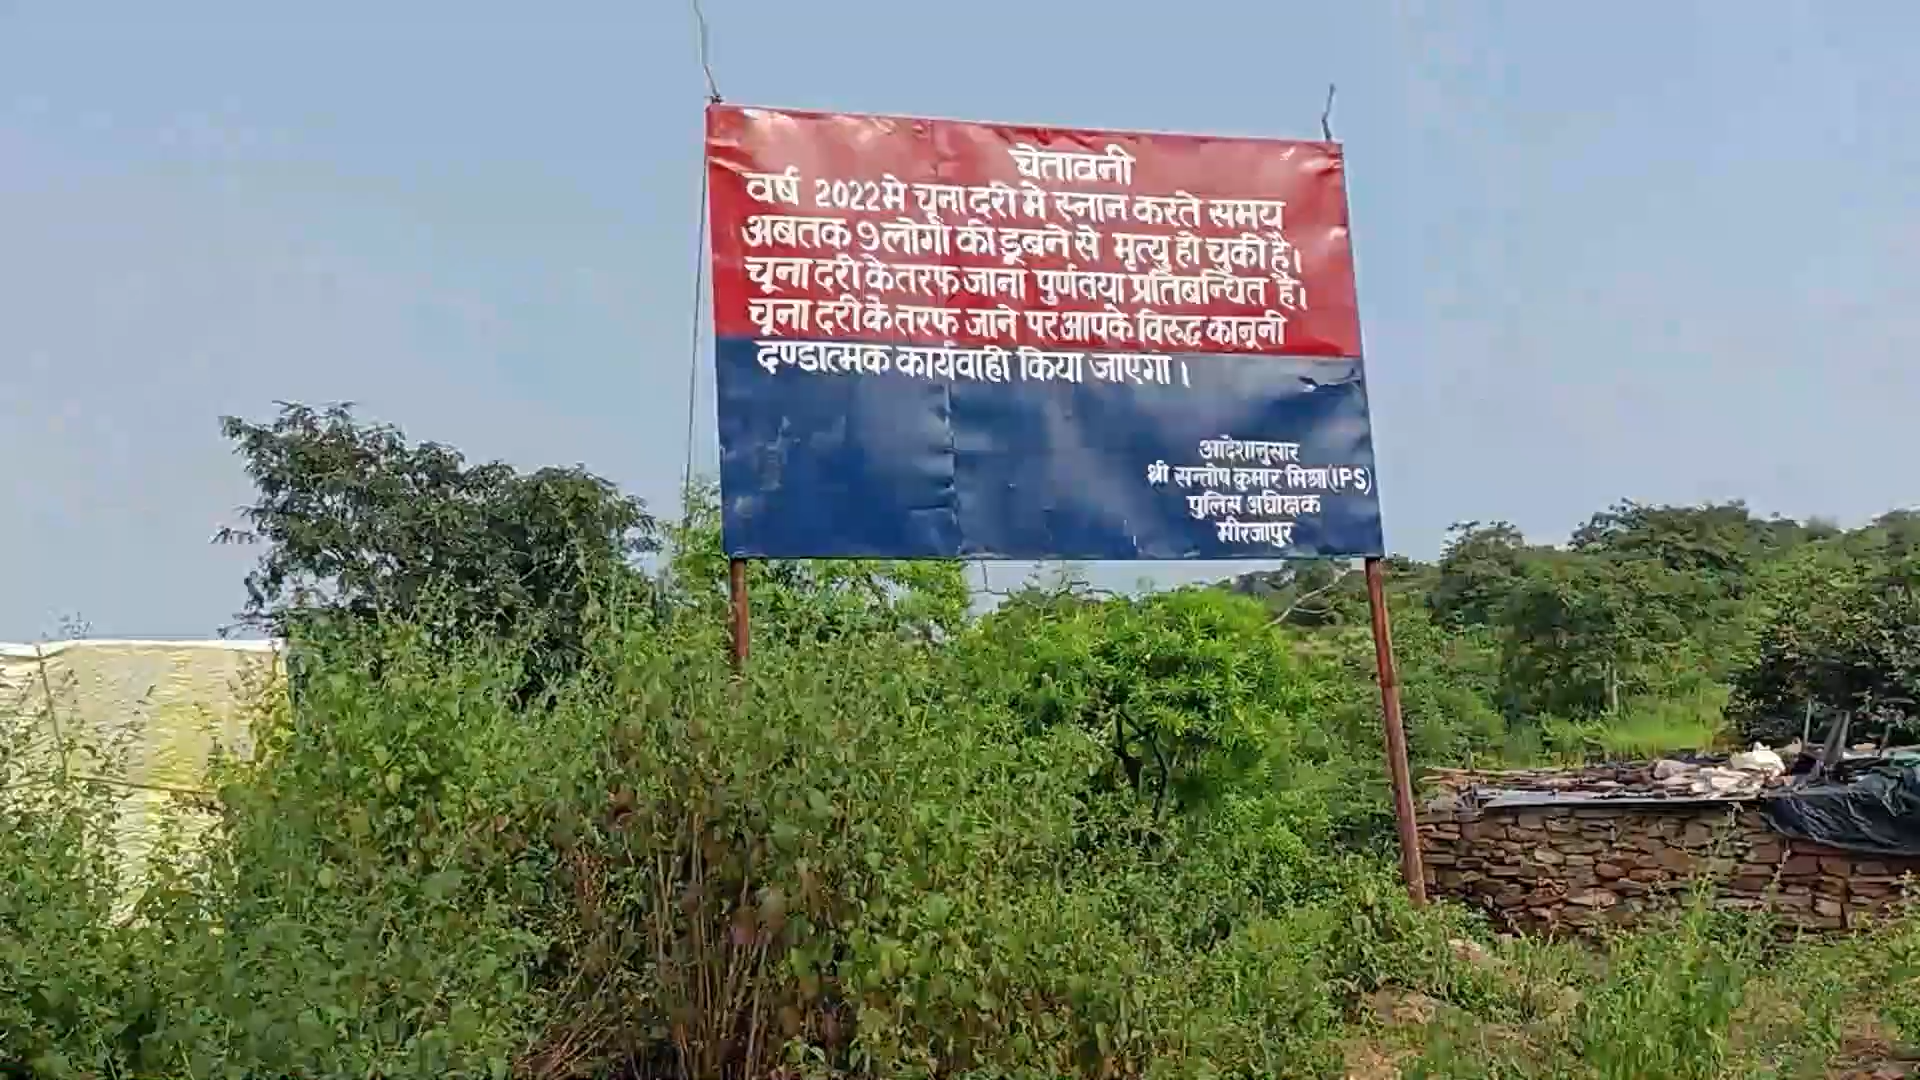 चेतावनी
वर्ष 2022मे चूना दरी मे स्नान करते समय
अबतक 9लोगों की डूबने से मृत्यु हो चुकी है।
चूना दरी के तरफ जाना पुर्णतया प्रतिबन्धित है।
चूना दरी के तरफ जाने पर आपके विरुद्ध कानूनी
दण्डात्मक कार्यवाही किया जाएगा।
आदेशानुसार
श्री सन्तोष कुमार मिश्रा(IPS)
पुलिस अधीक्षक
मीरजापुर